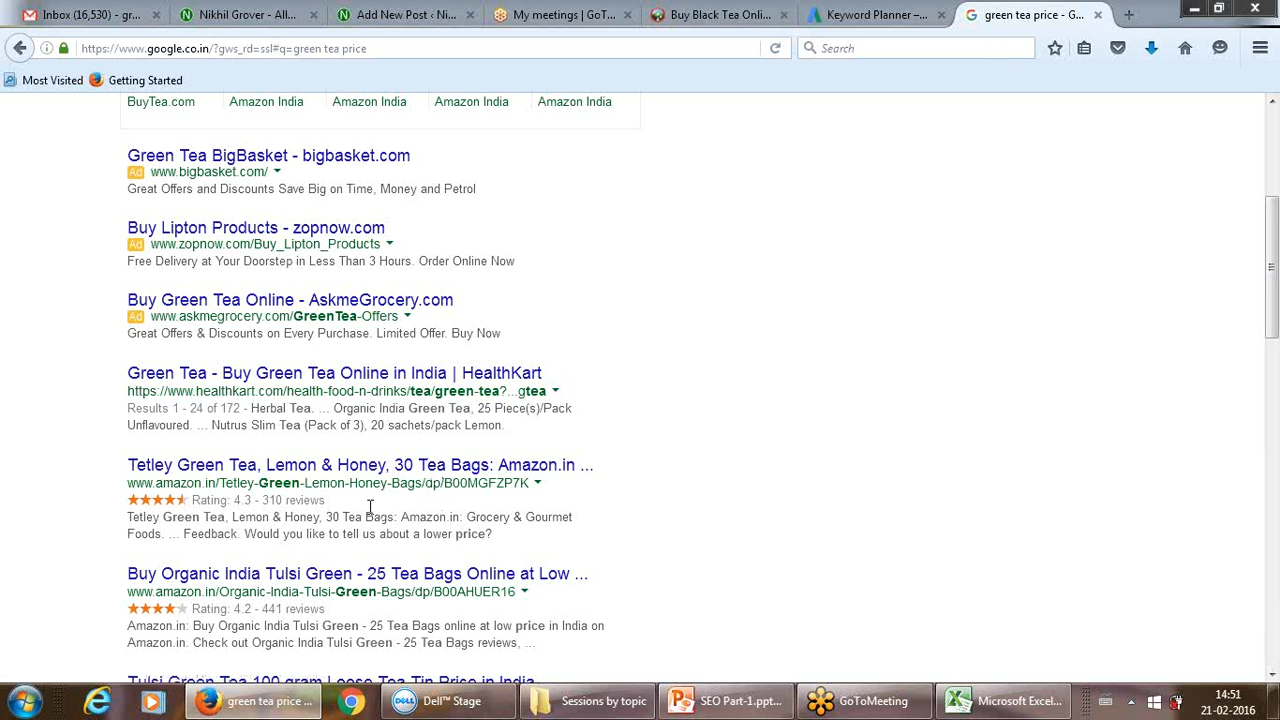 Inbox (16,530) - gr...
Nikhil Grover - All...
Add New Post ‹ Ni...
My meetings | GoT...
Buy Black Tea Onli...
Keyword Planner –...
green tea price - G...
https://www.google.co.in/?gws_rd=ssl#q=green tea price
Search
Most Visited
Getting Started
BuyTea.com
Amazon India
Amazon India
Amazon India
Amazon India
Green Tea BigBasket - bigbasket.com
Ad www.bigbasket.com/
Great Offers and Discounts Save Big on Time, Money and Petrol
Buy Lipton Products - zopnow.com
Ad www.zopnow.com/Buy_Lipton_Products
Free Delivery at Your Doorstep in Less Than 3 Hours. Order Online Now
Buy Green Tea Online - AskmeGrocery.com
Ad www.askmegrocery.com/GreenTea-Offers
Great Offers & Discounts on Every Purchase. Limited Offer. Buy Now
Green Tea - Buy Green Tea Online in India | HealthKart
https://www.healthkart.com/health-food-n-drinks/tea/green-tea?...gtea
Results 1 - 24 of 172 - Herbal Tea. ... Organic India Green Tea, 25 Piece(s)/Pack
Unflavoured. ... Nutrus Slim Tea (Pack of 3), 20 sachets/pack Lemon.
Tetley Green Tea, Lemon & Honey, 30 Tea Bags: Amazon.in ...
www.amazon.in/Tetley-Green-Lemon-Honey-Bags/dp/B00MGFZP7K
Rating: 4.3 - 310 reviews
Tetley Green Tea, Lemon & Honey, 30 Tea Bags: Amazon.in: Grocery & Gourmet
Foods. ... Feedback. Would you like to tell us about a lower price?
Buy Organic India Tulsi Green - 25 Tea Bags Online at Low ...
www.amazon.in/Organic-India-Tulsi-Green-Bags/dp/B00AHUER16
Rating: 4.2 - 441 reviews
Amazon.in: Buy Organic India Tulsi Green - 25 Tea Bags online at low price in India on
Amazon.in. Check out Organic India Tulsi Green - 25 Tea Bags reviews, ...
Tulsi Green Tea 100 gram Loose Tea Tin Price in India
green tea price ...
Dell™ Stage
Sessions by topic
SEO Part-1.ppt...
GoToMeeting
Microsoft Excel...
14:51
21-02-2016